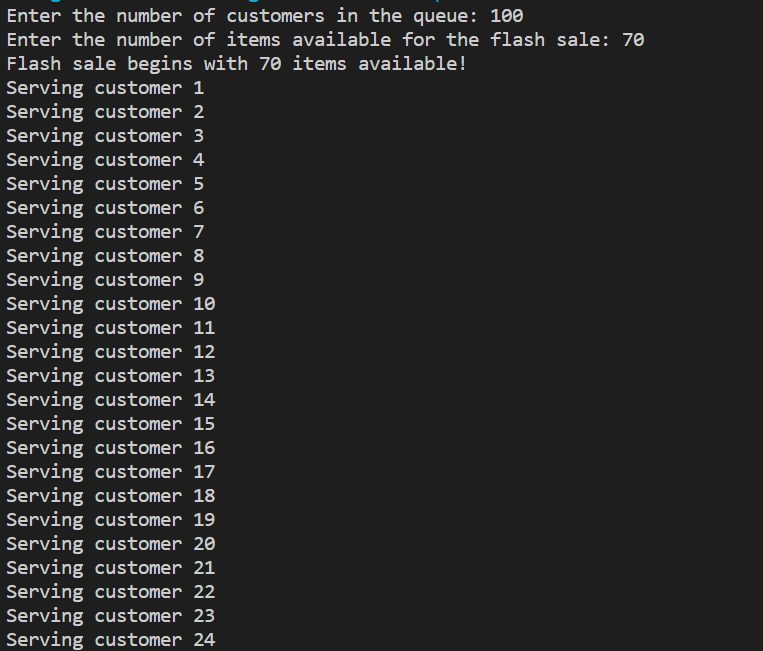 Enter the number of customers in the queue: 100
Enter the number of items available for the flash sale: 70
Flash sale begins with 70 items available!
Serving customer 1
Serving customer 2
Serving customer 3
Serving customer 4
Serving customer 5
Serving customer 6
Serving customer 7
Serving customer 8
Serving customer 9
Serving customer 10
Serving customer 11
Serving customer 12
Serving customer 13
Serving customer 14
Serving customer 15
Serving customer 16
Serving customer 17
Serving customer 18
Serving customer 19
Serving customer 20
Serving customer 21
Serving customer 22
Serving customer 23
Serving customer 24